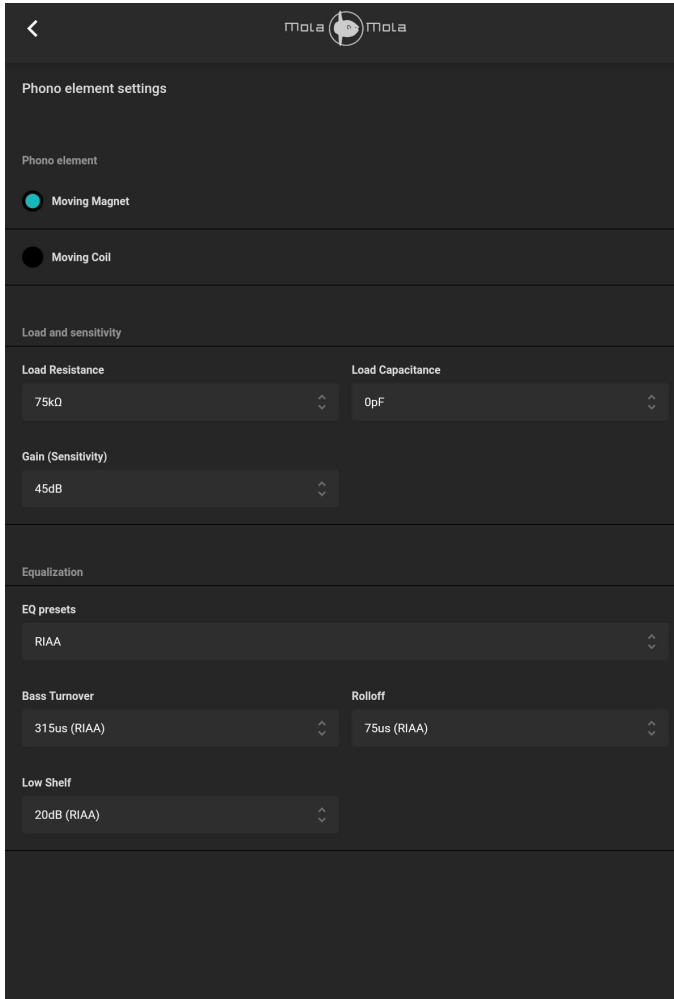 mola mola
Phono element settings
Phono element
Moving Magnet
Moving Coil
Load and sensitivity
Load Resistance Load Capacitance
75kΩ 0pF
Gain (Sensitivity)
45dB
Equalization
EQ presets
RIAA
Bass Turnover Rolloff
315us (RIAA) 75us (RIAA)
Low Shelf
20dB (RIAA)